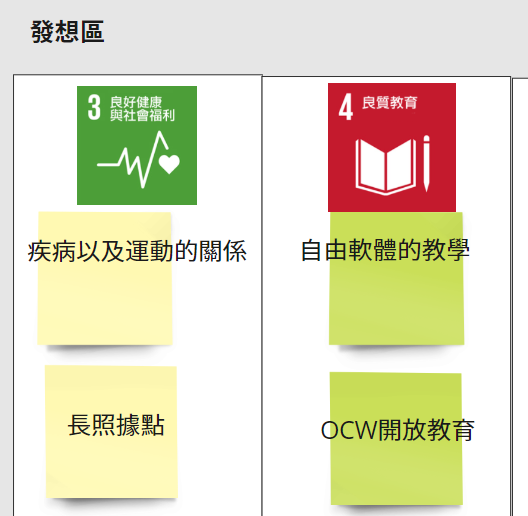 發想區
3 良好健康
與社會福利
疾病以及運動的關係
長照據點
4 良質教育
自由軟體的教學
OCW開放教育